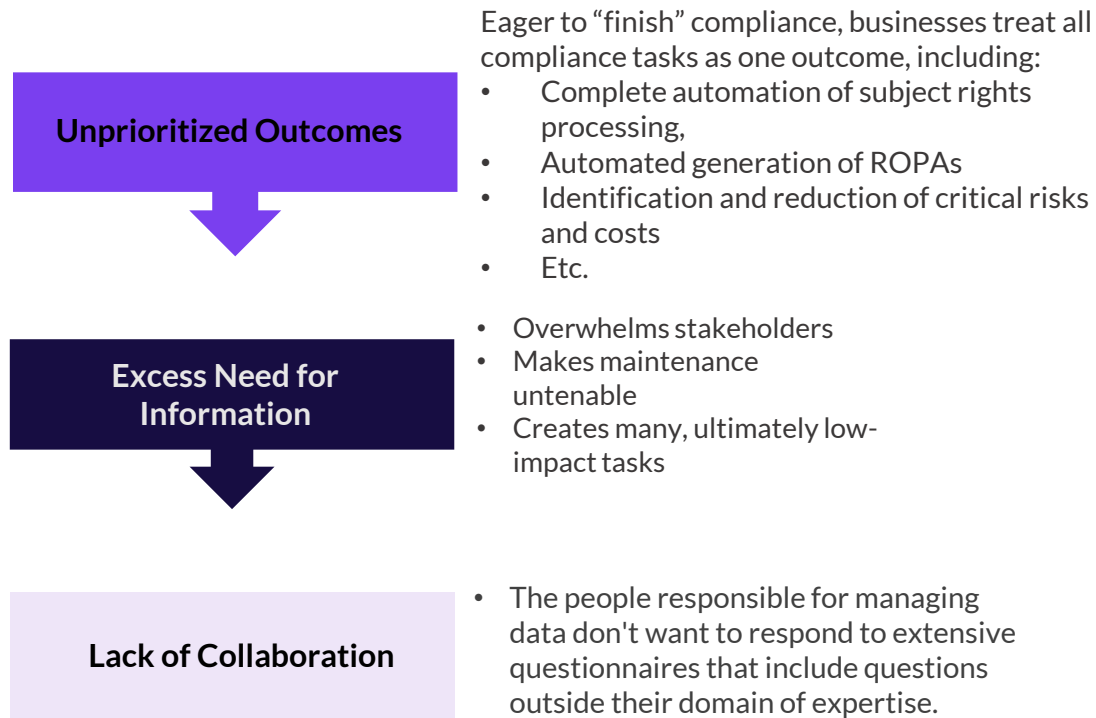 Eager to “finish” compliance, businesses treat all
compliance tasks as one outcome, including:
• Complete automation of subject rights
processing,
• Automated generation of ROPAs
• Identification and reduction of critical risks
and costs
• Etc.
Unprioritized Outcomes
• Overwhelms stakeholders
• Makes maintenance
untenable
• Creates many, ultimately low-
impact tasks
Excess Need for
Information
• The people responsible for managing
data don't want to respond to extensive
questionnaires that include questions
outside their domain of expertise.
Lack of Collaboration